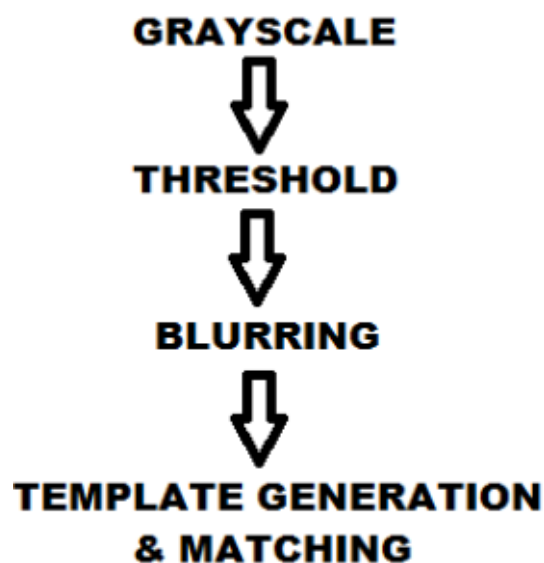 GRAYSCALE
THRESHOLD
BLURRING
TEMPLATE GENERATION
& MATCHING